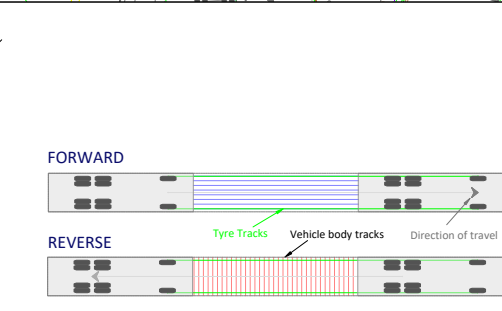 FORWARD
Tyre Tracks
Vehicle body tracks
Direction of travel
REVERSE